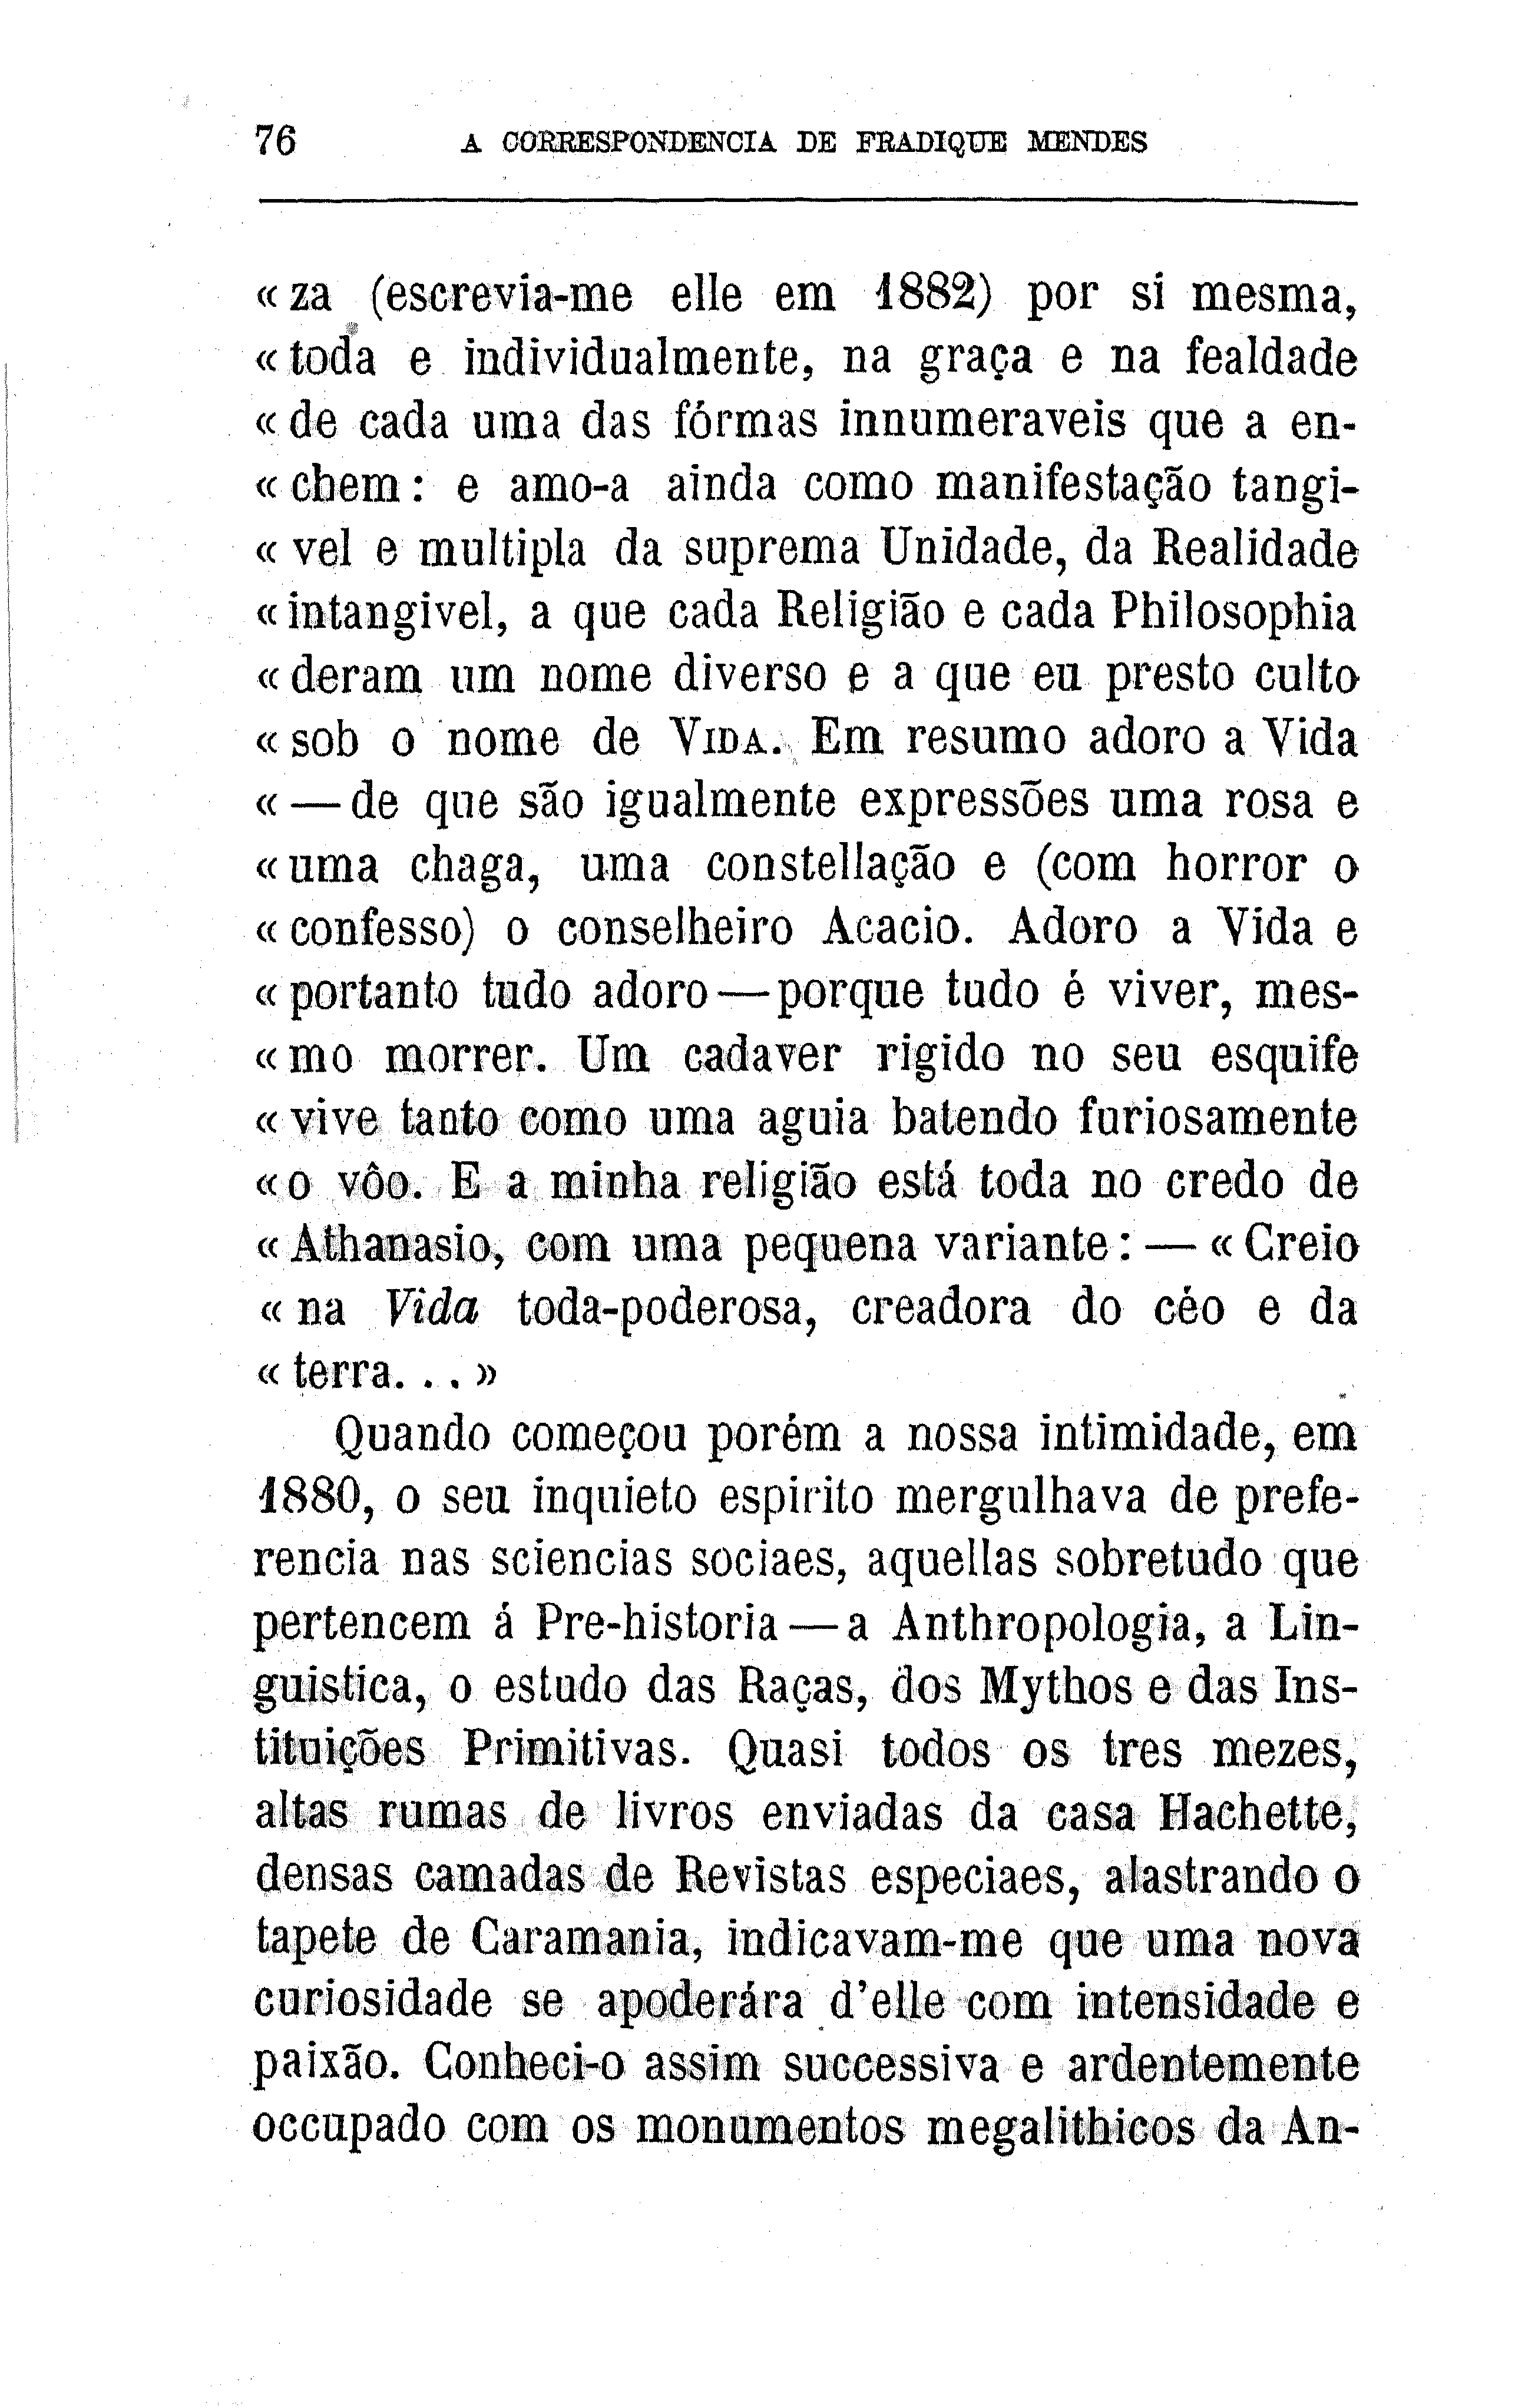 76 A CORRESPONDENCIA DE FRADIQUE MENDES
«za (escrevia-me elle em 1882) por si mesma,
«toda e individualmente, na graça e na fealdade
«de cada uma das fórmas innumeraveis que a en-
«chem: e amo-a ainda como manifestação tangi-
«vel e multipla da suprema Unidade, da Realidade
«intangivel, a que cada Religião e cada Philosophia
«deram um nome diverso e a que eu presto culto
«sob o nome de VIDA. Em resumo adoro a Vida
«—de que são igualmente expressões uma rosa e
«uma chaga, uma constellação e (com horror o
«confesso) o conselheiro Acacio. Adoro a Vida e
«portanto tudo adoro—porque tudo é viver, mes-
«mo morrer. Um cadaver rigido no seu esquife
«vive tanto como uma aguia batendo furiosamente
«o vôo. E a minha religião está toda no credo de
«Athanasio, com uma pequena variante: — «Creio
«na Vida toda-poderosa, creadora do céo e da
«terra...»
Quando começou porém a nossa intimidade, em
1880, o seu inquieto espirito mergulhava de prefe-
rencia nas sciencias sociaes, aquellas sobretudo que
pertencem á Pre-historia—a Anthropologia, a Lin-
guistica, o estudo das Raças, dos Mythos e das Ins-
tituições Primitivas. Quasi todos os tres mezes,
altas rumas de livros enviadas da casa Hachette,
densas camadas de Revistas especiaes, alastrando o
tapete de Caramania, indicavam-me que uma nova
curiosidade se apoderára d'elle com intensidade e
paixão. Conheci-o assim successiva e ardentemente
occupado com os monumentos megalithicos da An-